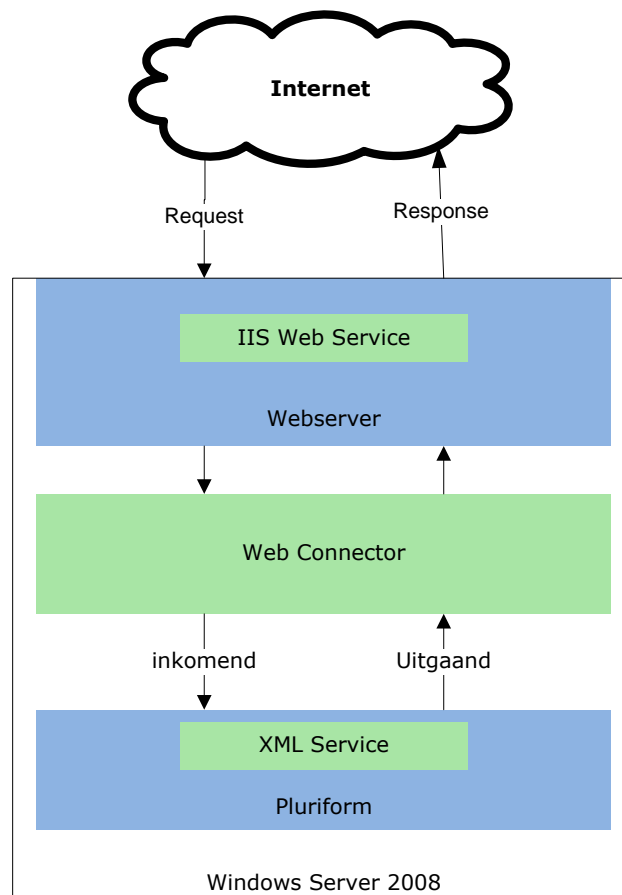 Internet
Request
Response
IIS Web Service
Webserver
Web Connector
inkomend
Uitgaand
XML Service
Pluriform
Windows Server 2008